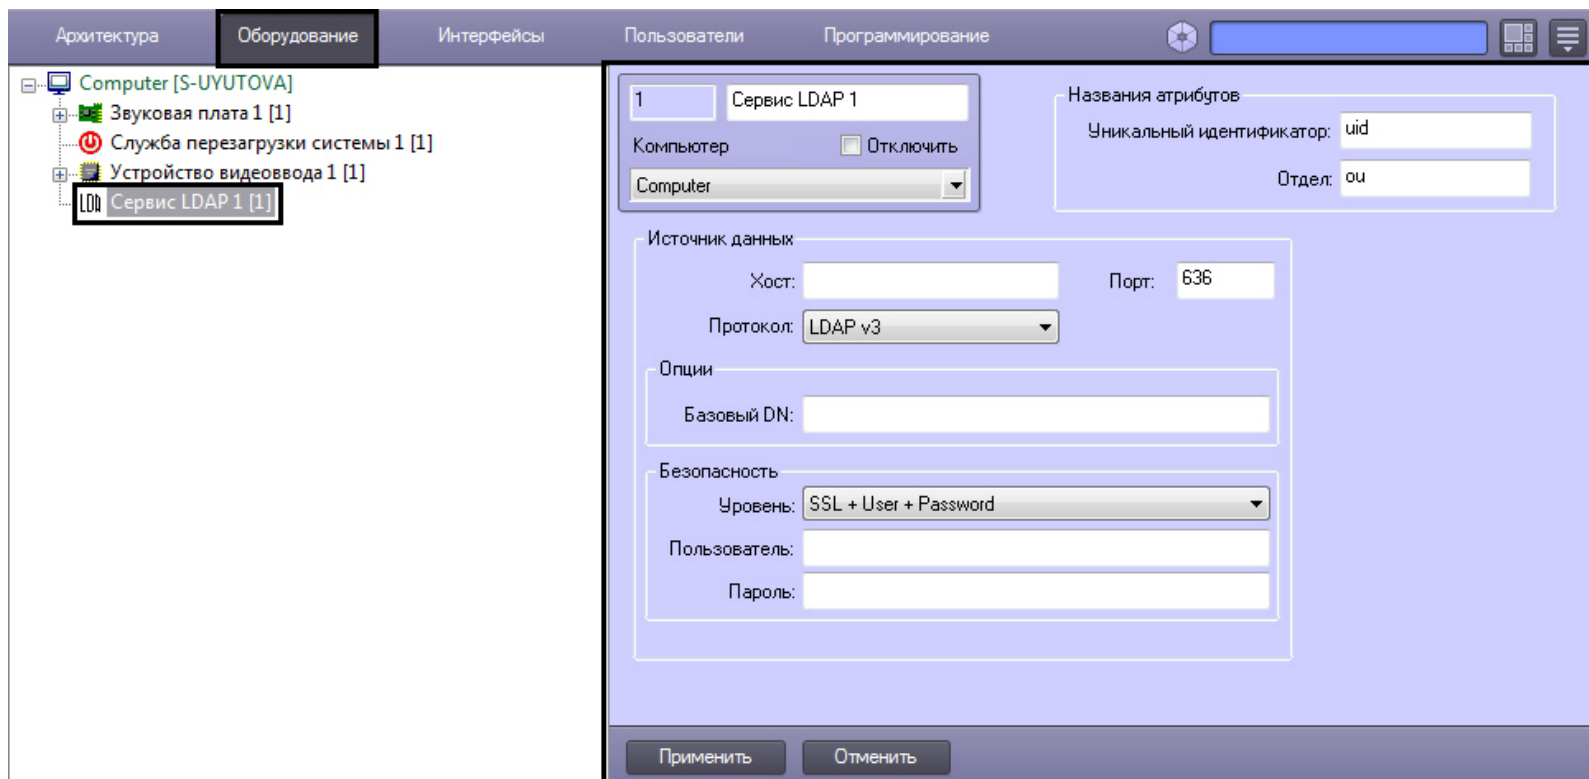 Архитектура Оборудование Интерфейсы Пользователи Программирование
Computer [S-UYUTOVA]
Звуковая плата 1 [1]
Служба перезагрузки системы 1 [1]
Устройство видеоввода 1 [1]
LDA Сервис LDAP 1 [1]
1 Сервис LDAP 1
Компьютер Отключить
Computer
Названия атрибутов
Уникальный идентификатор: uid
Отдел: ou
Источник данных
Хост: Порт: 636
Протокол: LDAP v3
Опции
Базовый DN:
Безопасность
Уровень: SSL + User + Password
Пользователь:
Пароль:
Применить Отменить